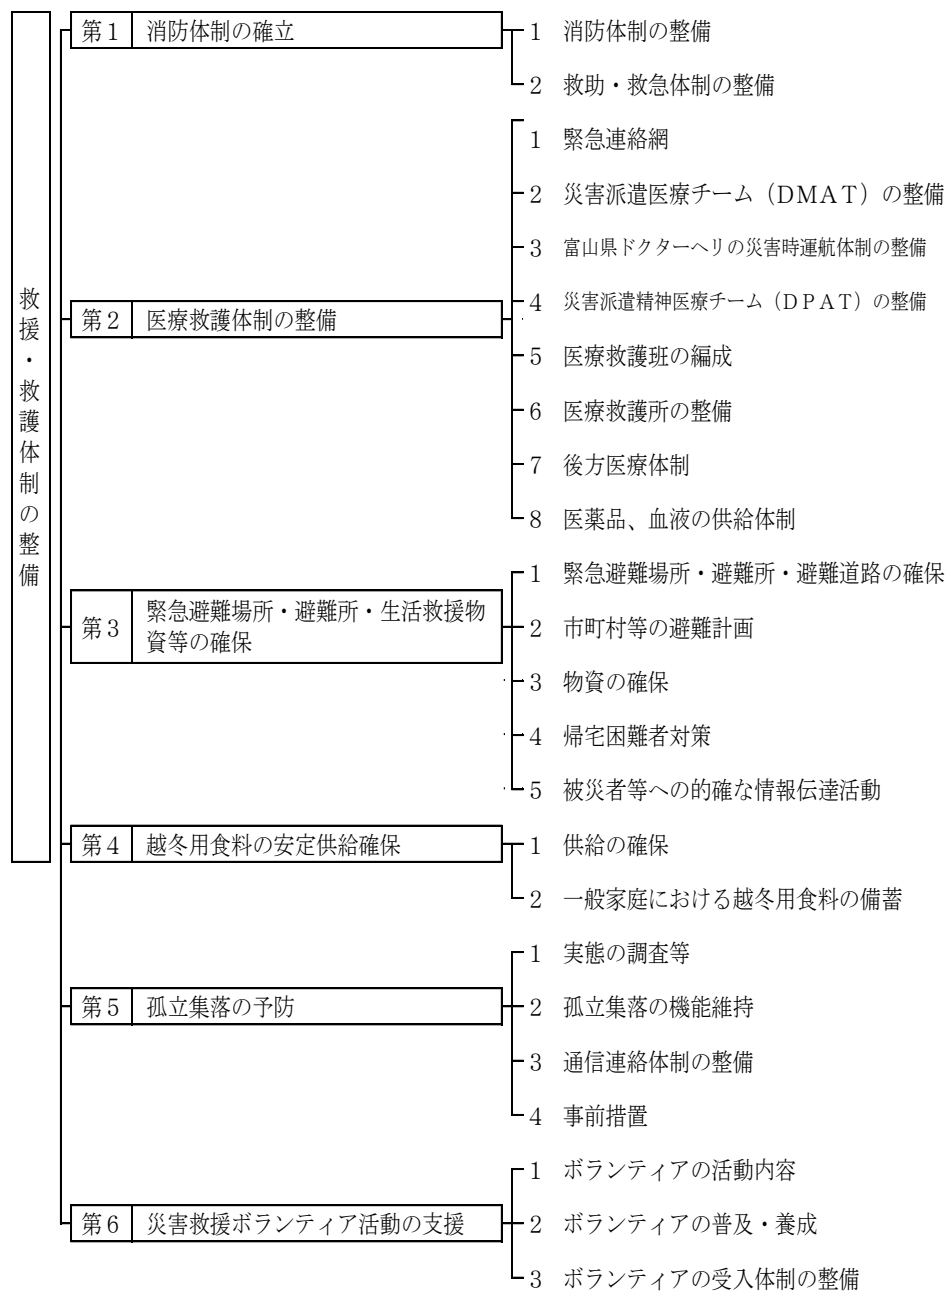 救援・救護体制の整備
第１ 消防体制の確立
１ 消防体制の整備
２ 救助・救急体制の整備
第２ 医療救護体制の整備
１ 緊急連絡網
２ 災害派遣医療チーム（ＤＭＡＴ）の整備
３ 富山県ドクターヘリの災害時運航体制の整備
４ 災害派遣精神医療チーム（ＤＰＡＴ）の整備
５ 医療救護班の編成
６ 医療救護所の整備
７ 後方医療体制
８ 医薬品、血液の供給体制
第３ 緊急避難場所・避難所・生活救援物
資等の確保
１ 緊急避難場所・避難所・避難道路の確保
２ 市町村等の避難計画
３ 物資の確保
４ 帰宅困難者対策
５ 被災者等への的確な情報伝達活動
第４ 越冬用食料の安定供給確保
１ 供給の確保
２ 一般家庭における越冬用食料の備蓄
第５ 孤立集落の予防
１ 実態の調査等
２ 孤立集落の機能維持
３ 通信連絡体制の整備
４ 事前措置
第６ 災害救援ボランティア活動の支援
１ ボランティアの活動内容
２ ボランティアの普及・養成
３ ボランティアの受入体制の整備